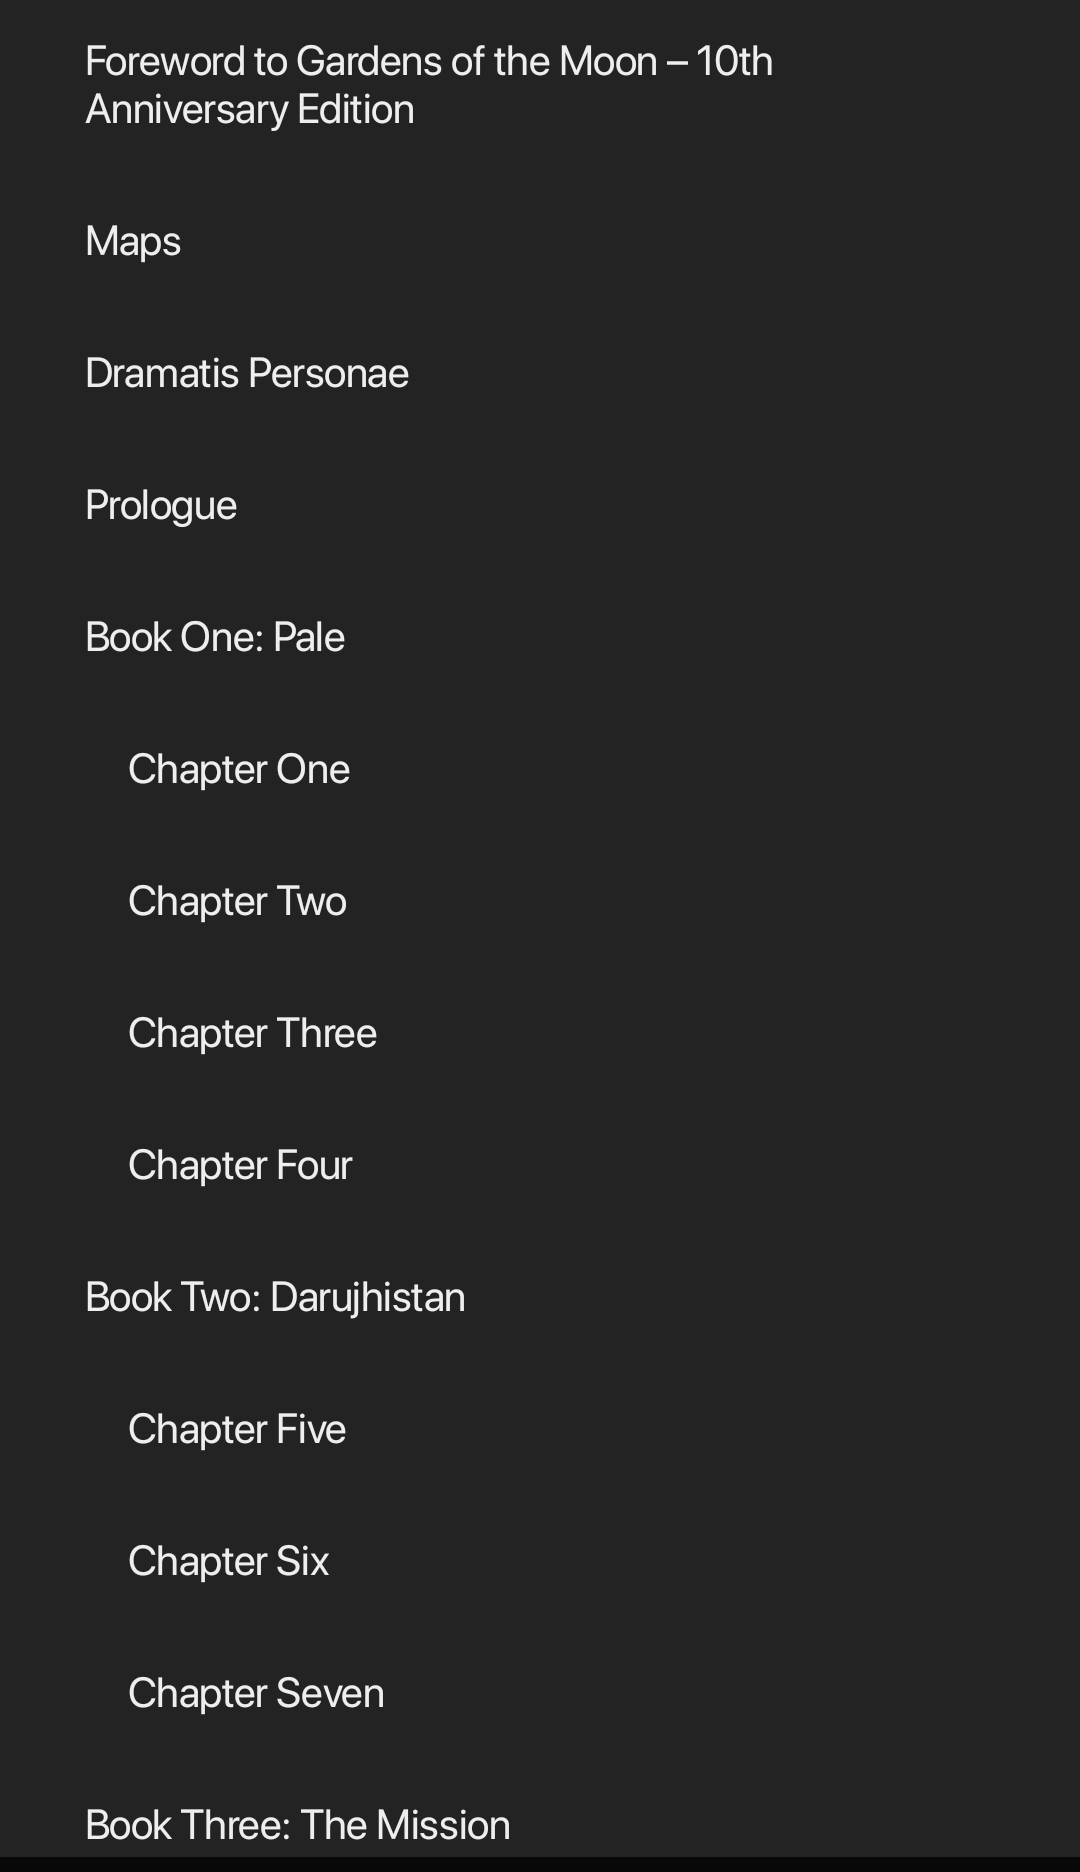 Foreword to Gardens of the Moon – 10th
Anniversary Edition
Maps
Dramatis Personae
Prologue
Book One: Pale
Chapter One
Chapter Two
Chapter Three
Chapter Four
Book Two: Darujhistan
Chapter Five
Chapter Six
Chapter Seven
Book Three: The Mission